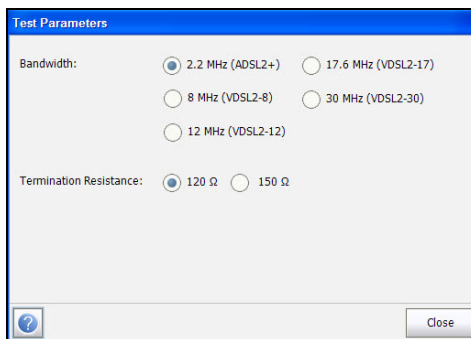 Test Parameters
Bandwidth: 2.2 MHz (ADSL2+) 17.6 MHz (VDSL2-17)
8 MHz (VDSL2-8) 30 MHz (VDSL2-30)
12 MHz (VDSL2-12)
Termination Resistance: 120 Ω 150 Ω
? Close